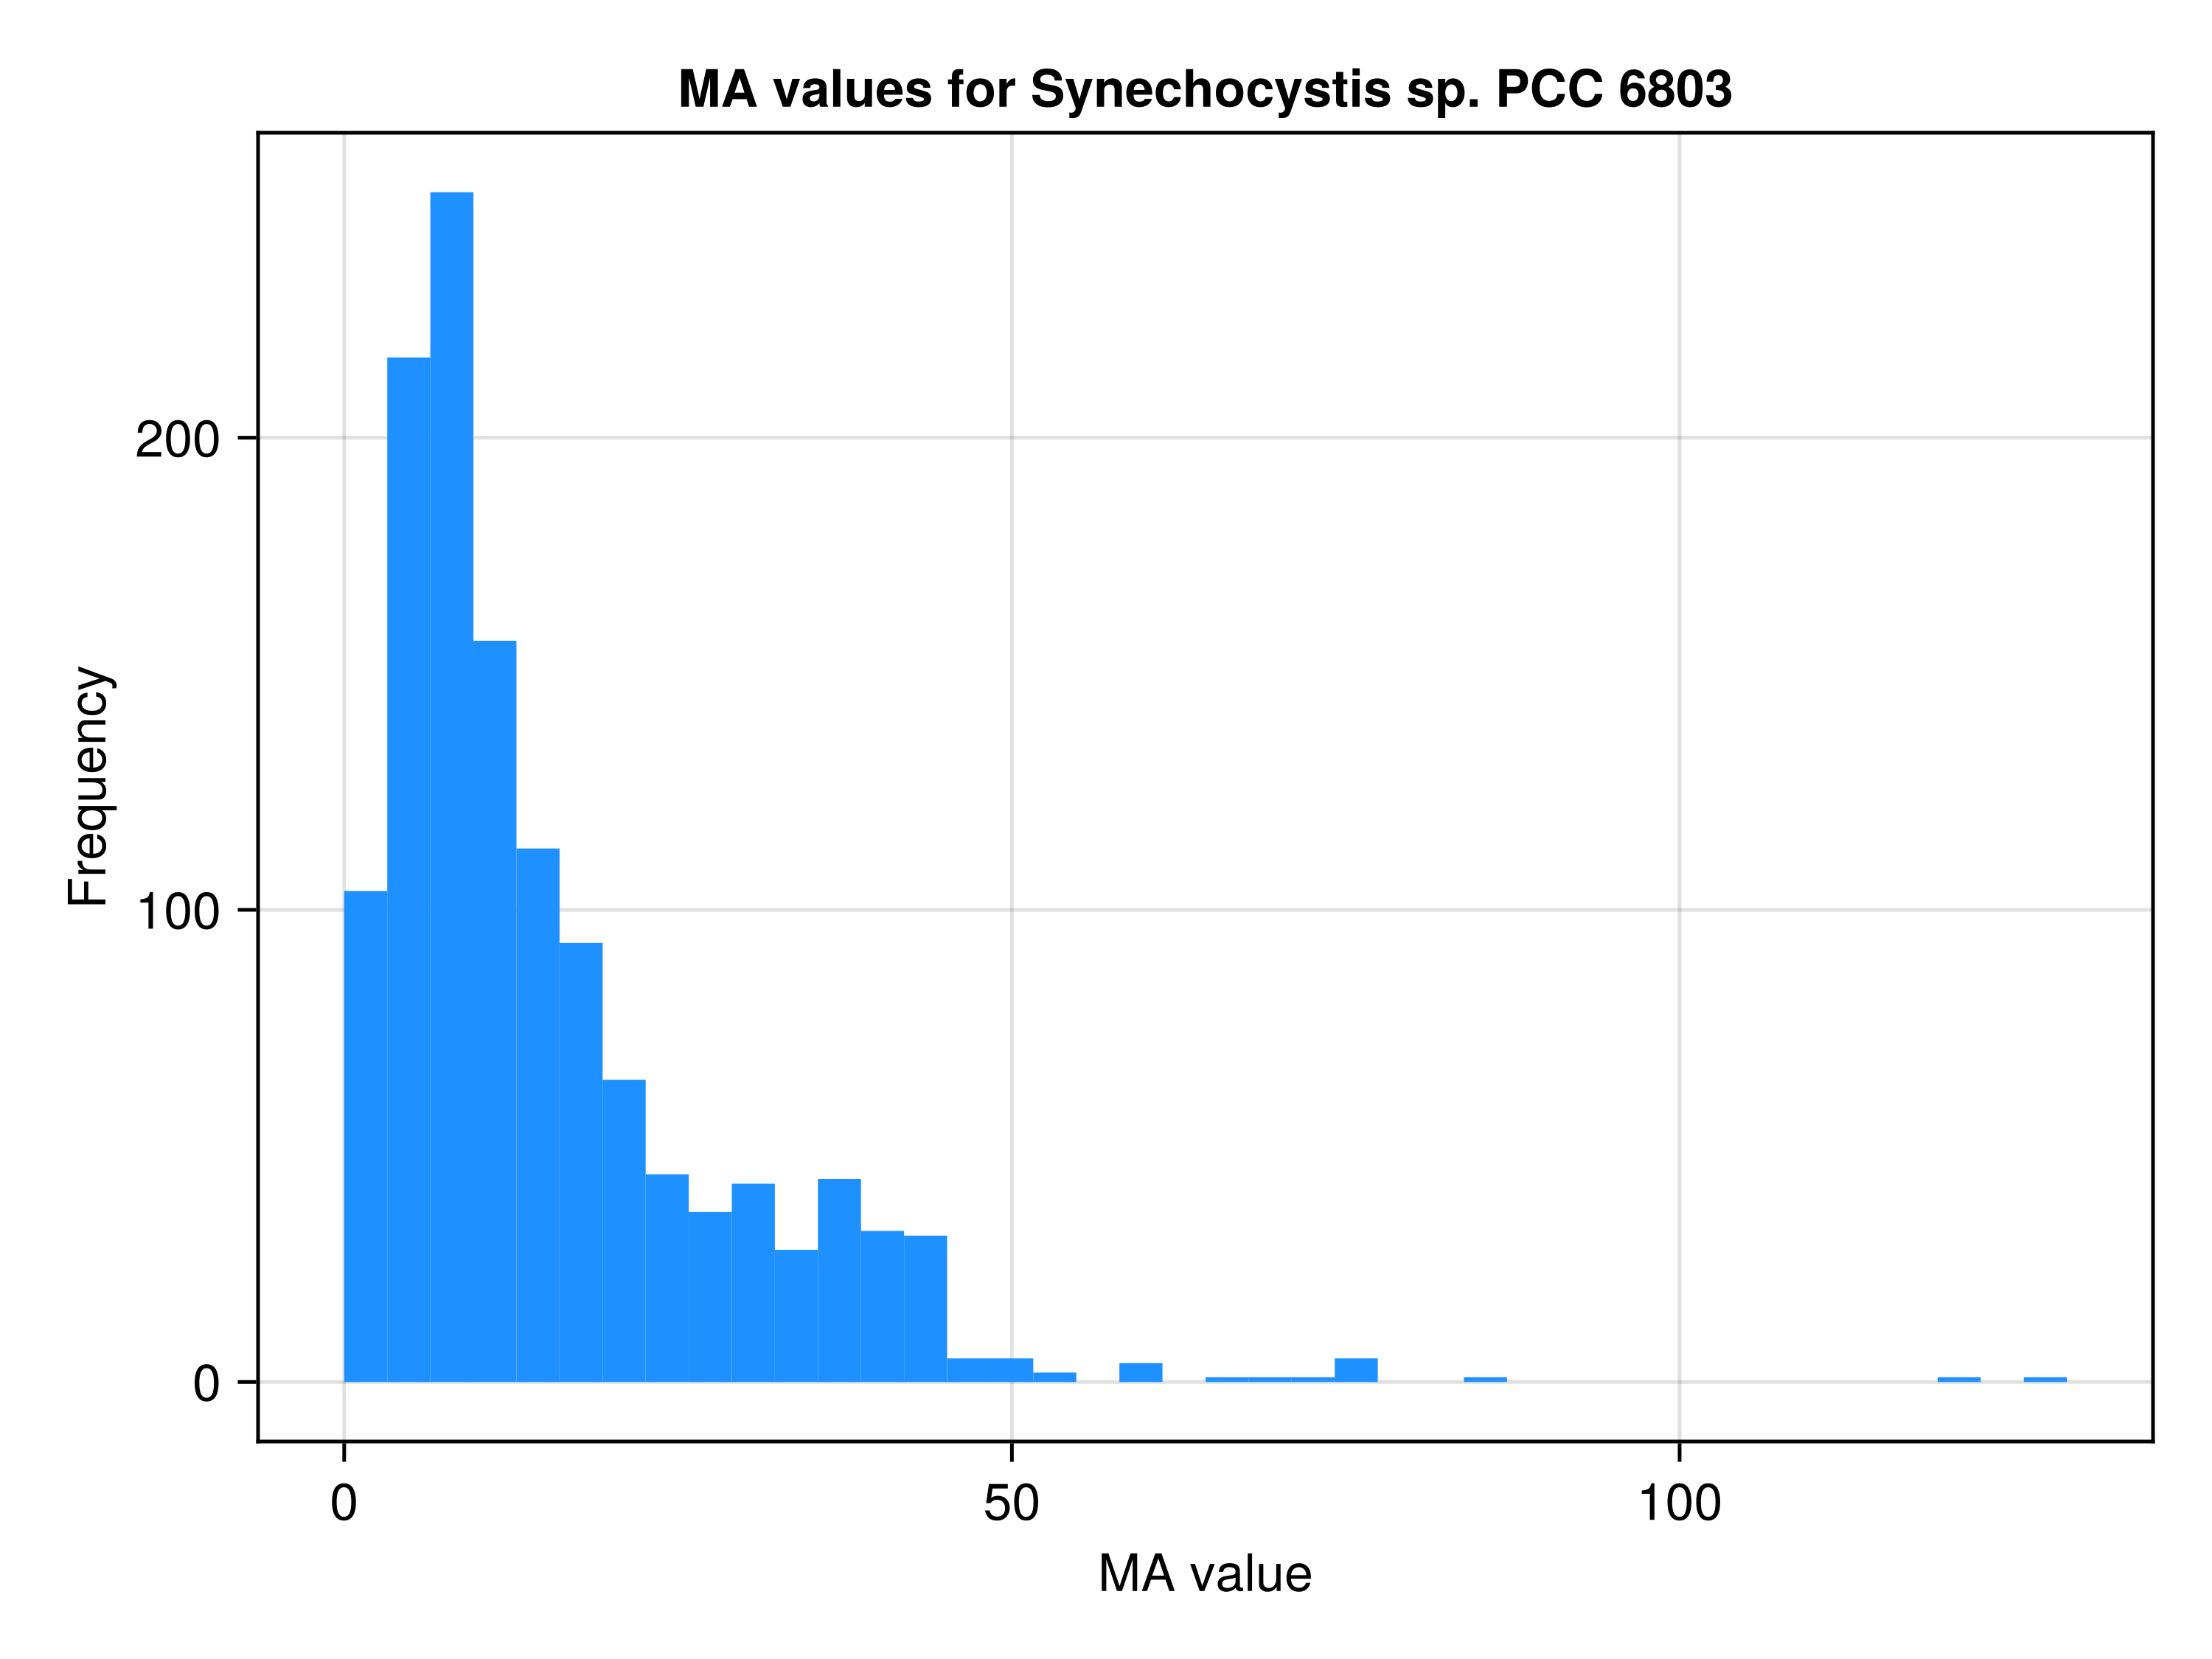 MA values for Synechocystis sp. PCC 6803
Frequency
200
100
0
0 50 100
MA value